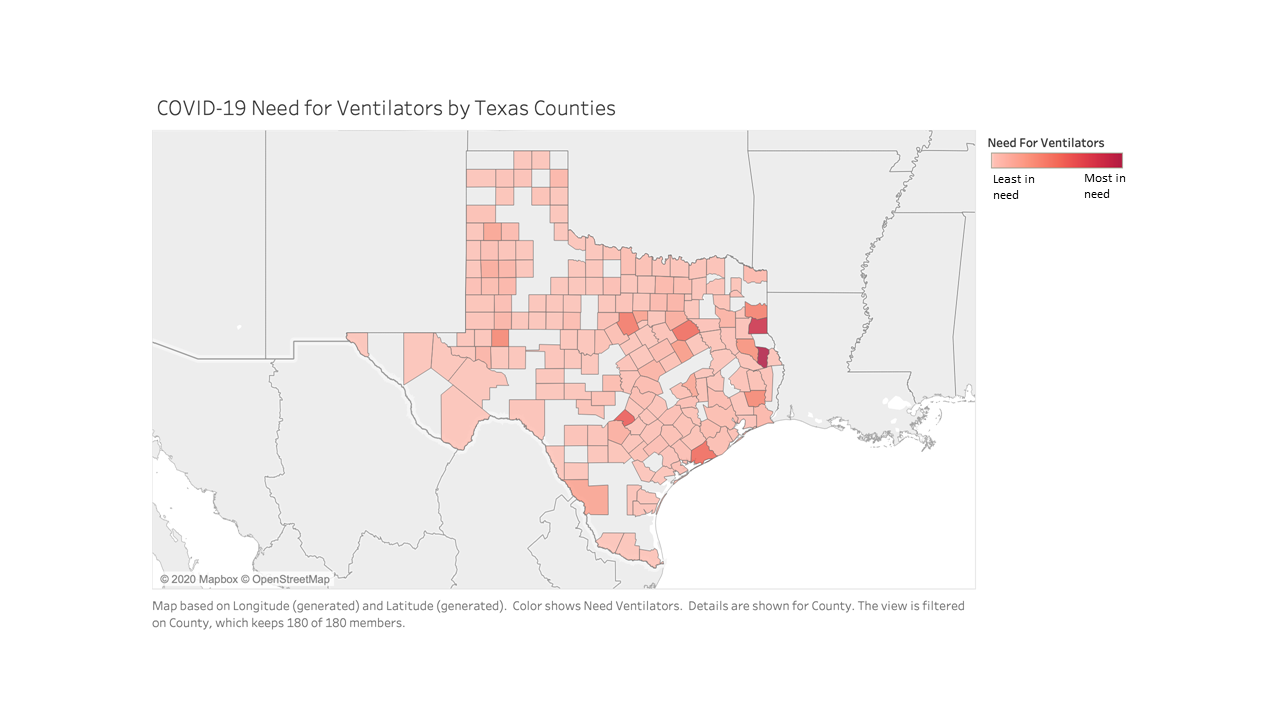 COVID-19 Need for Ventilators by Texas Counties
Need For Ventilators
Least in need
Most in need
© 2020 Mapbox © OpenStreetMap
Map based on Longitude (generated) and Latitude (generated). Color shows Need Ventilators. Details are shown for County. The view is filtered
on County, which keeps 180 of 180 members.